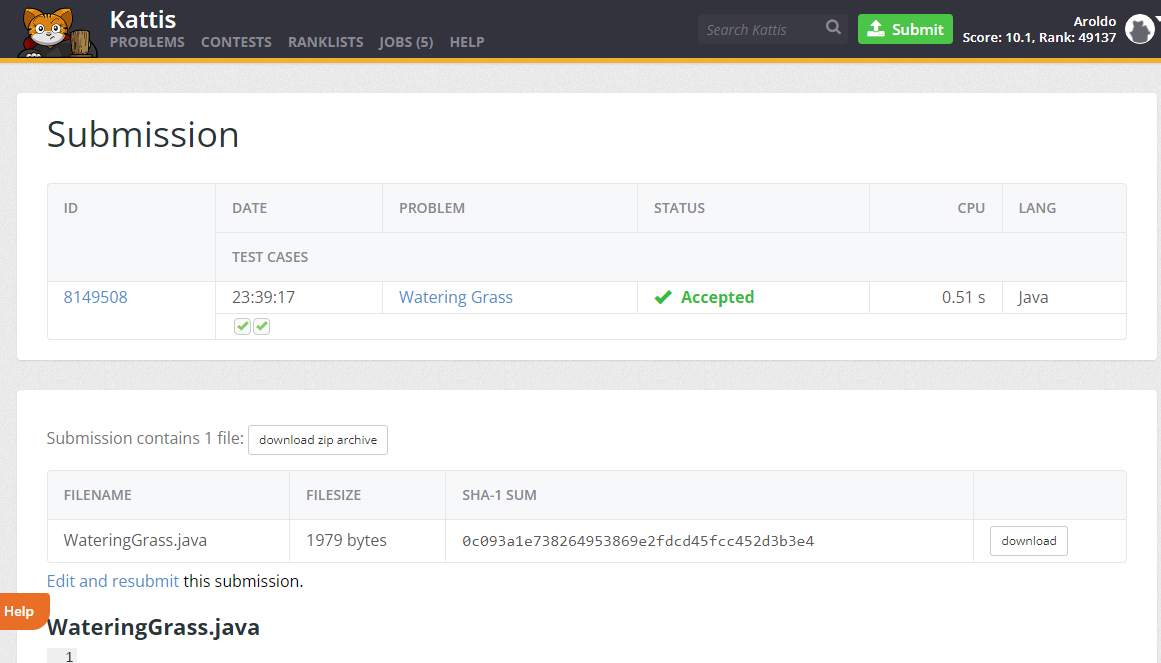 Kattis
PROBLEMS CONTESTS RANKLISTS JOBS (5) HELP
Search Kattis
Submit
Aroldo
Score: 10.1, Rank: 49137
Submission
ID DATE PROBLEM STATUS CPU LANG
TEST CASES
8149508 23:39:17 Watering Grass Accepted 0.51 s Java
Submission contains 1 file: download zip archive
FILENAME FILESIZE SHA-1 SUM
WateringGrass.java 1979 bytes 0c093a1e738264953869e2fdcd45fcc452d3b3e4 download
Edit and resubmit this submission.
Help
WateringGrass.java
1